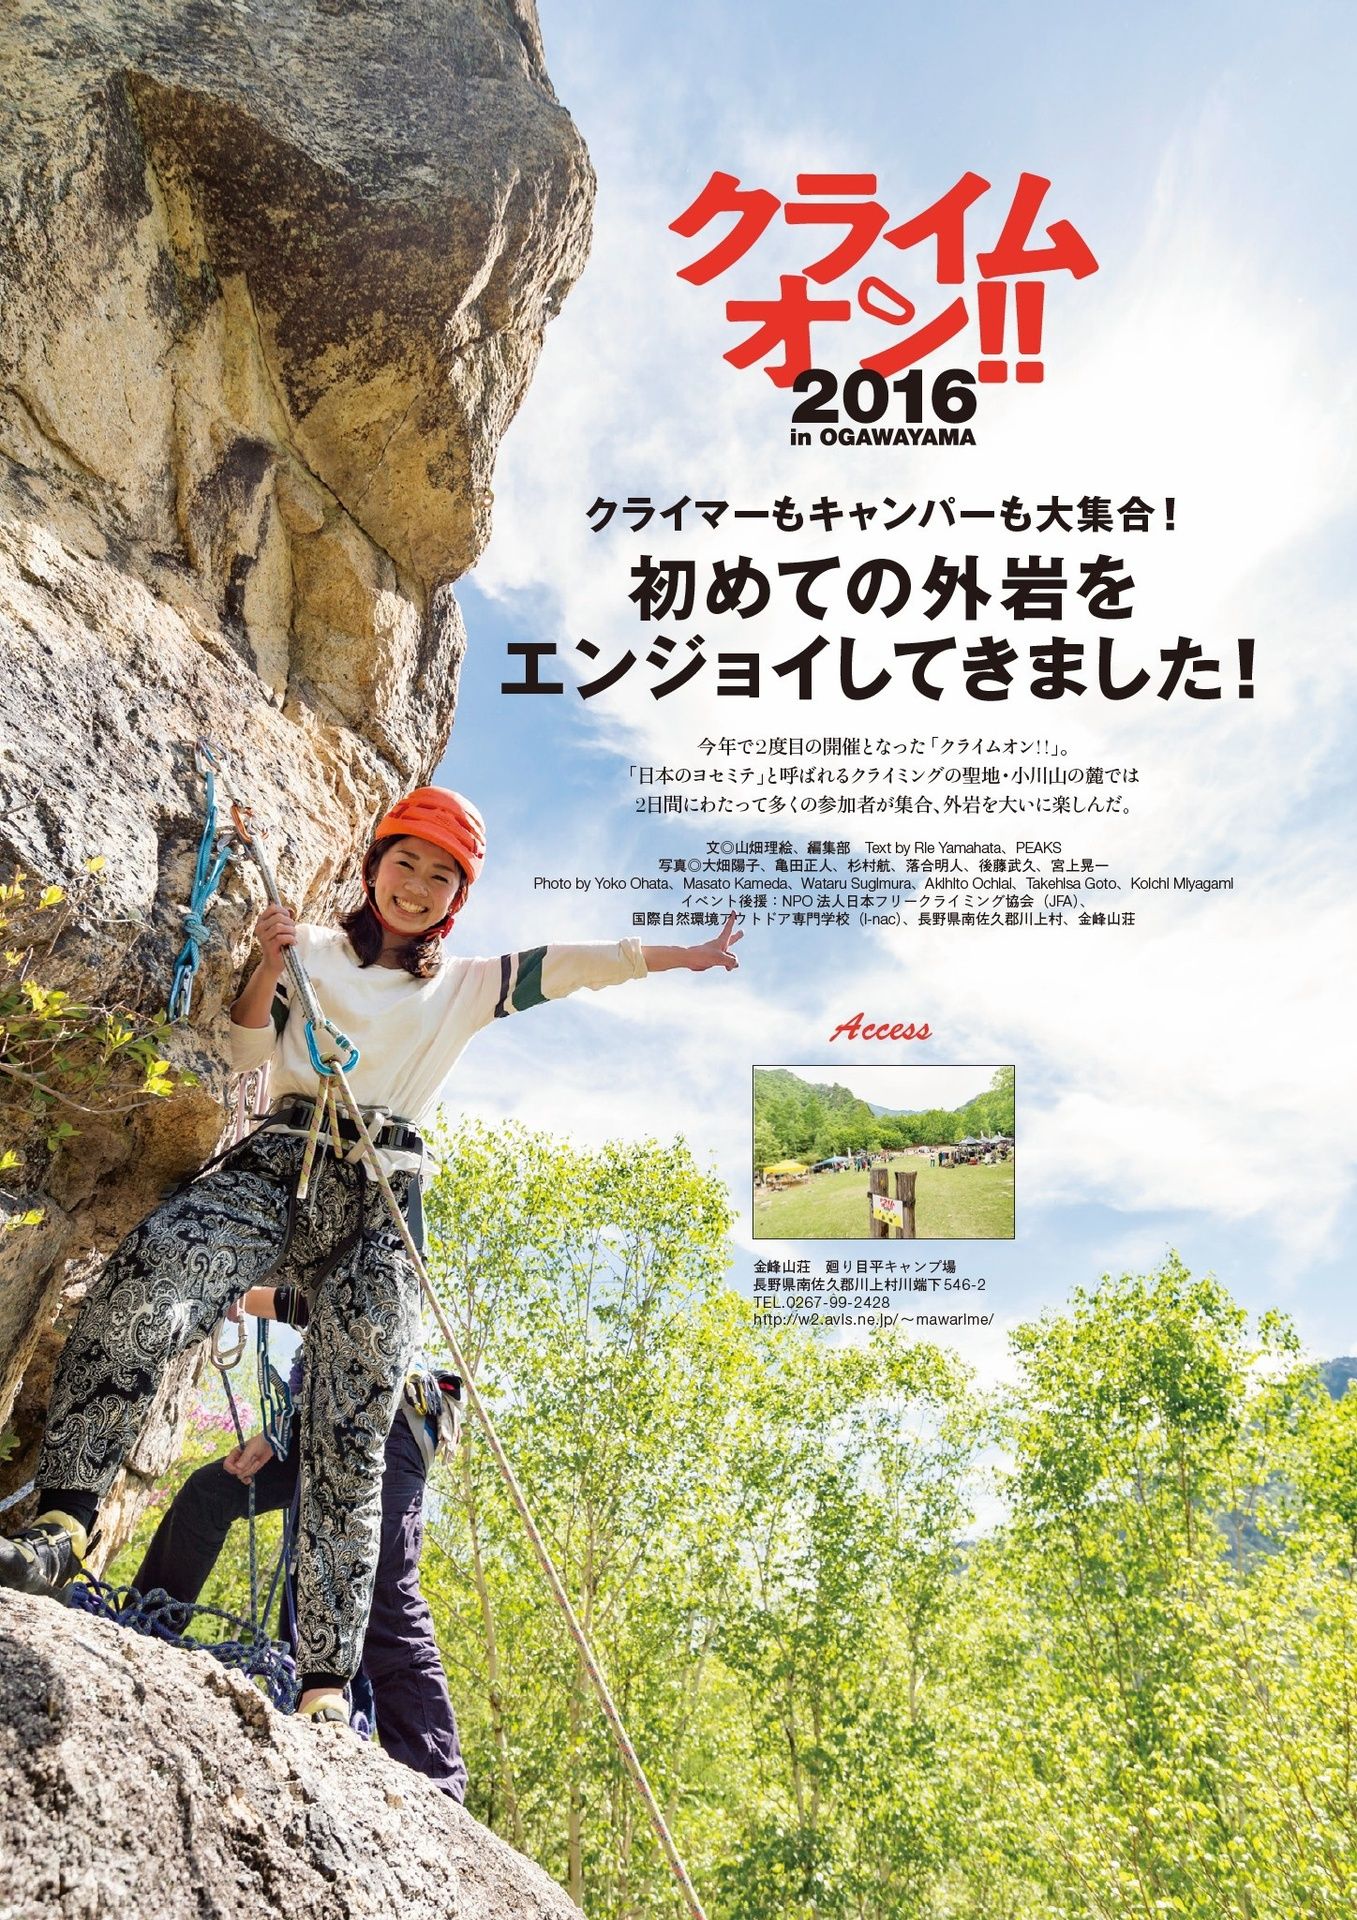 クライム
オン!!
2016
in OGAWAYAMA
クライマーもキャンパーも大集合！
初めての外岩を
エンジョイしてきました！
今年で2度目の開催となった「クライムオン!!」。
「日本のヨセミテ」と呼ばれるクライミングの聖地・小川山の麓では
2日間にわたって多くの参加者が集合、外岩を大いに楽しんだ。
文◎山畑理絵、編集部　Text by RIe Yamahata、PEAKS
写真◎大畑陽子、亀田正人、杉村航、落合明人、後藤武久、宮上晃一
Photo by Yoko Ohata、Masato Kameda、Wataru SugImura、AkIhIto OchIaI、TakehIsa Goto、KoIchI MIyagamI
イベント後援：NPO法人日本フリークライミング協会（JFA）、
国際自然環境アウトドア専門学校（I-nac）、長野県南佐久郡川上村、金峰山荘
Access
金峰山荘　廻り目平キャンプ場
長野県南佐久郡川上村川端下546-2
TEL.0267-99-2428
http://w2.avIs.ne.jp/～mawarIme/